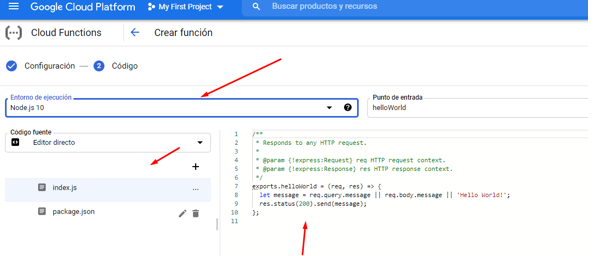 Google Cloud Platform
My First Project
Buscar productos y recursos
Cloud Functions
Crear función
Configuración
2
Código
Entorno de ejecución
Node.js 10
Punto de entrada
helloWorld
Código fuente
Editor directo
index.js
...
package.json
1 /**
2 * Responds to any HTTP request.
3 *
4 * @param {!express:Request} req HTTP request context.
5 * @param {!express:Response} res HTTP response context.
6 */
7 exports.helloWorld = (req, res) => {
8 let message = req.query.message || req.body.message || 'Hello World!';
9 res.status(200).send(message);
10 };
11